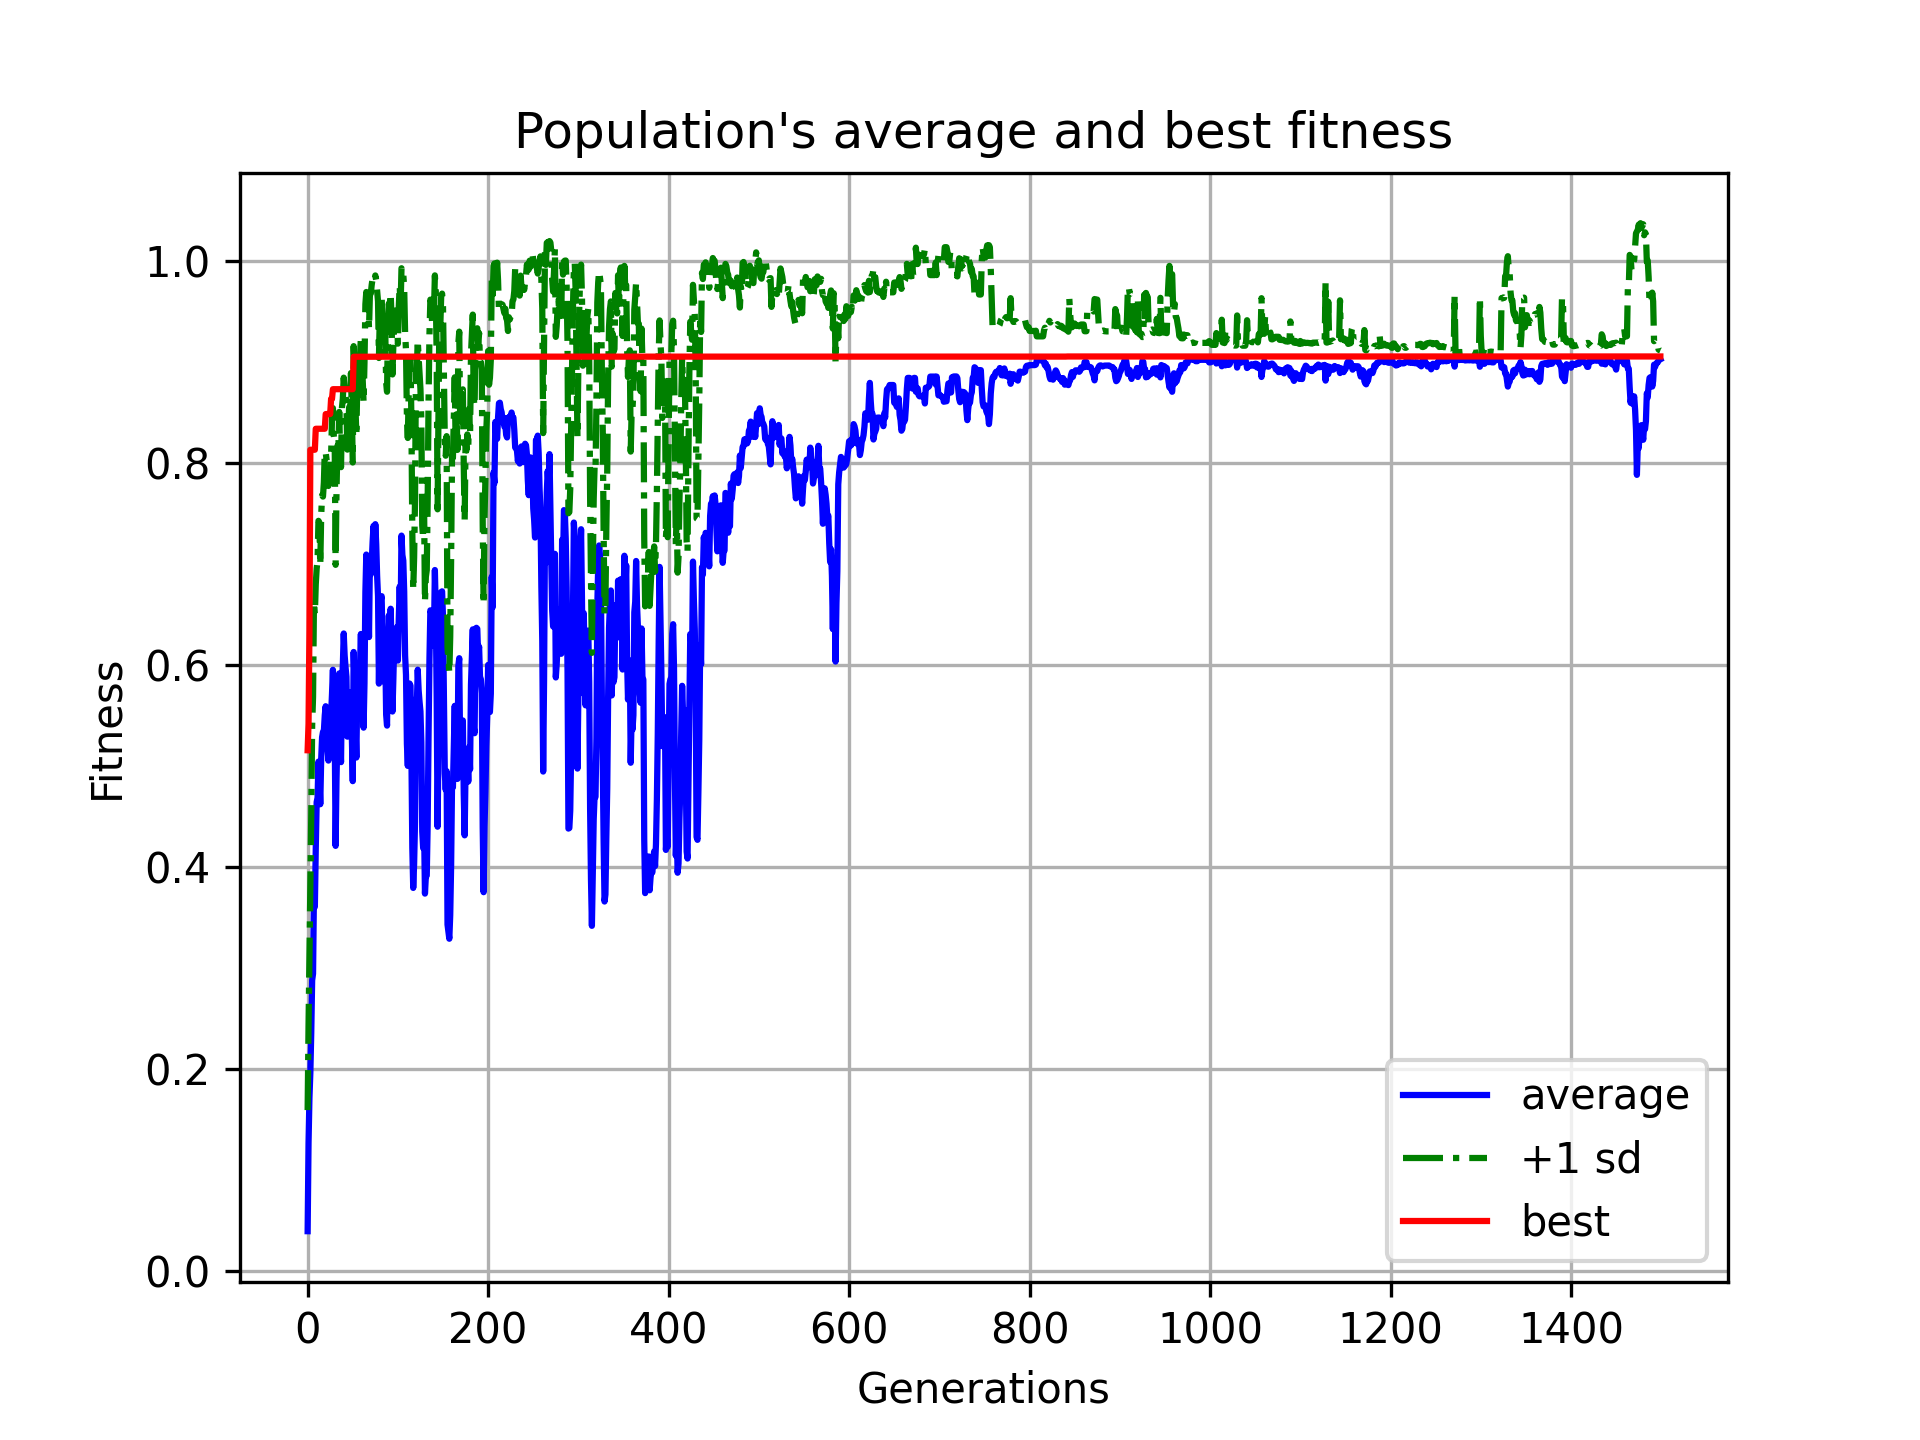 Population's average and best fitness
1.0
0.8
0.6
0.4
0.2
0.0
Fitness
0 200 400 600 800 1000 1200 1400
Generations
average
+1 sd
best